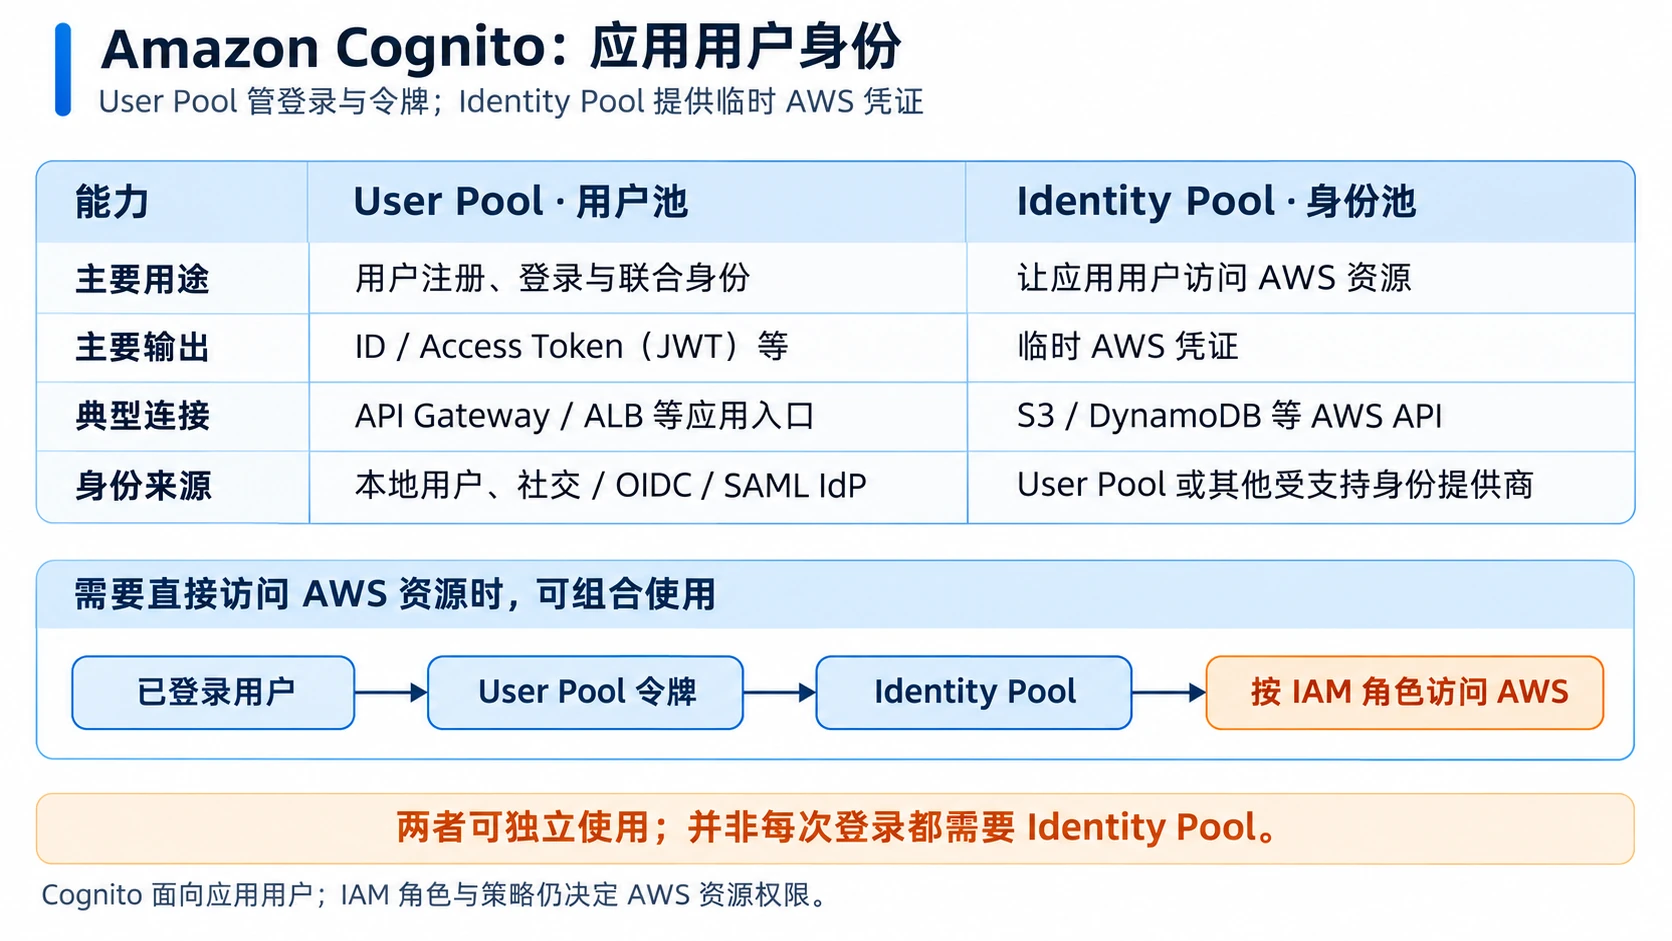 Amazon Cognito：应用用户身份
User Pool 管登录与令牌；Identity Pool 提供临时 AWS 凭证
能力
User Pool · 用户池
Identity Pool · 身份池
主要用途
用户注册、登录与联合身份
让应用用户访问 AWS 资源
主要输出
ID / Access Token（JWT）等
临时 AWS 凭证
典型连接
API Gateway / ALB 等应用入口
S3 / DynamoDB 等 AWS API
身份来源
本地用户、社交 / OIDC / SAML IdP
User Pool 或其他受支持身份提供商
需要直接访问 AWS 资源时，可组合使用
已登录用户
User Pool 令牌
Identity Pool
按 IAM 角色访问 AWS
两者可独立使用；并非每次登录都需要 Identity Pool。
Cognito 面向应用用户；IAM 角色与策略仍决定 AWS 资源权限。